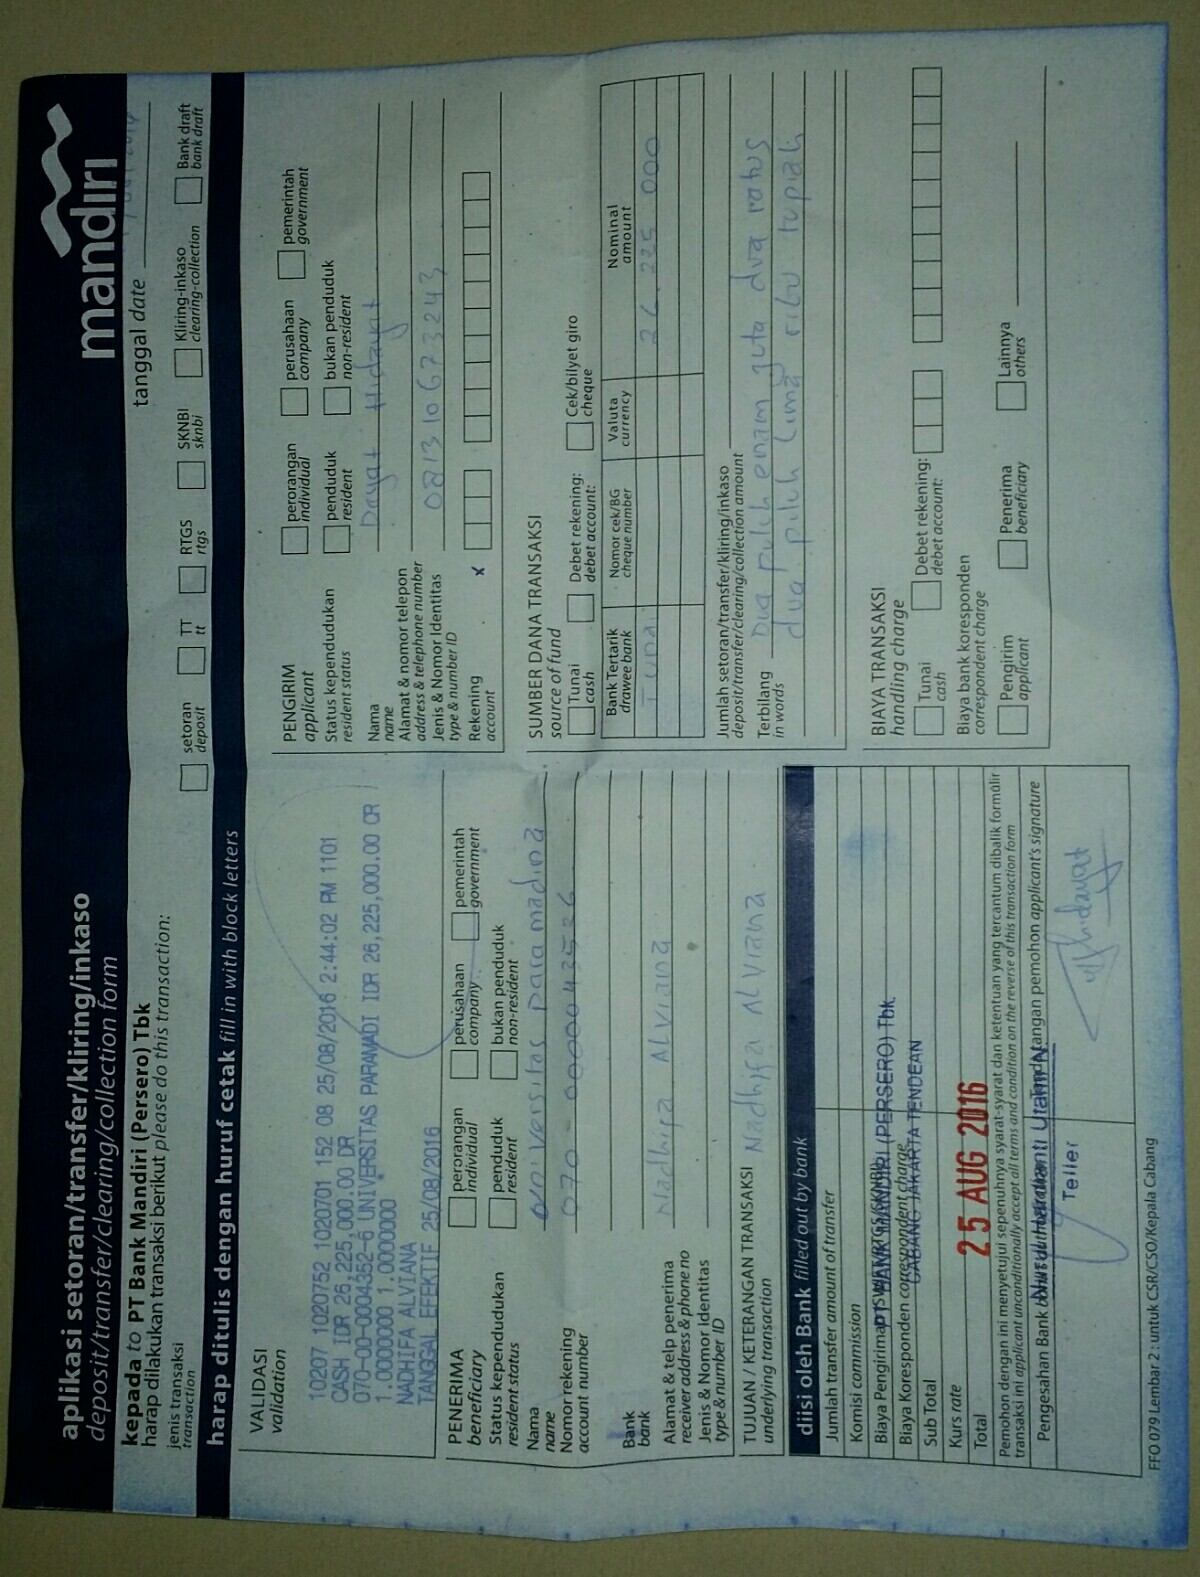 aplikasi setoran/transfer/kliring/inkaso
deposit/transfer/clearing/collection form
mandırı
kepada to PT Bank Mandiri (Persero) Tbk
harap dilakukan transaksi berikut please do this transaction:
tanggal date
jenis transaksi
transaction
setoran
deposit
TT
tt
RTGS
rtgs
SKNBI
sknbi
Kliring-inkaso
clearing-collection
Bank draft
bank draft
harap ditulis dengan huruf cetak fill in with block letters
VALIDASI
validation
10207 1020752 1020701 152 08 25/08/2016 2:44:02 PM 1101
CASH IDR 26,225,000.00 DR
070-00-0004352-6 UNIVERSITAS PARAMADI IDR 26,225,000.00 CR
1.0000000 1.0000000
NADHIFA ALVIANA
TANGGAL EFEKTIF 25/08/2016
PENERIMA
beneficiary
perorangan
individual
perusahaan
company
pemerintah
government
Status kependudukan
resident status
penduduk
resident
bukan penduduk
non-resident
Nama
name
Universitas Paramadina
Nomor rekening
account number
070 - 0000043526
Bank
bank
Alamat & telp penerima
receiver address & phone no
Nadhifa ALviana
Jenis & Nomor Identitas
type & number ID
TUJUAN / KETERANGAN TRANSAKSI
underlying transaction
Nadhifa ALviana
diisi oleh Bank filled out by bank
Jumlah transfer amount of transfer
Komisi commission
Biaya Pengiriman SWIFT/RTGS/SKNBI
PT BANK MANDIRI (PERSERO) Tbk.
Biaya Koresponden correspondent charge
CABANG JAKARTA TENDEAN
Sub Total
Kurs rate
Total
25 AUG 2016
Pemohon dengan ini menyetujui sepenuhnya syarat-syarat dan ketentuan yang tercantum dibalik formulir
transaksi ini applicant unconditionally accept all terms and condition on the reverse of this transaction form
Pengesahan Bank
Nurul Hardianti Utami N.
Tanda tangan pemohon applicant's signature
Teller
hidayat
FFO 079 Lembar 2 : untuk CSR/CSO/Kepala Cabang
PENGIRIM
applicant
perorangan
individual
perusahaan
company
pemerintah
government
Status kependudukan
resident status
penduduk
resident
bukan penduduk
non-resident
Nama
name
Dayat Hidayat
Alamat & nomor telepon
address & telephone number
Jenis & Nomor Identitas
type & number ID
081310673243
Rekening
account
x
SUMBER DANA TRANSAKSI
source of fund
Tunai
cash
Debet rekening:
debet account:
Cek/bilyet giro
cheque
Bank Tertarik
drawee bank
Nomor cek/BG
cheque number
Valuta
currency
Nominal
amount
Tunai
26.225 000
Jumlah setoran/transfer/kliring/inkaso
deposit/transfer/clearing/collection amount
Terbilang
in words
Dua puluh enam juta dua ratus
dua puluh lima ribu rupiah
BIAYA TRANSAKSI
handling charge
Tunai
cash
Debet rekening:
debet account:
Biaya bank koresponden
correspondent charge
Pengirim
applicant
Penerima
beneficiary
Lainnya
others